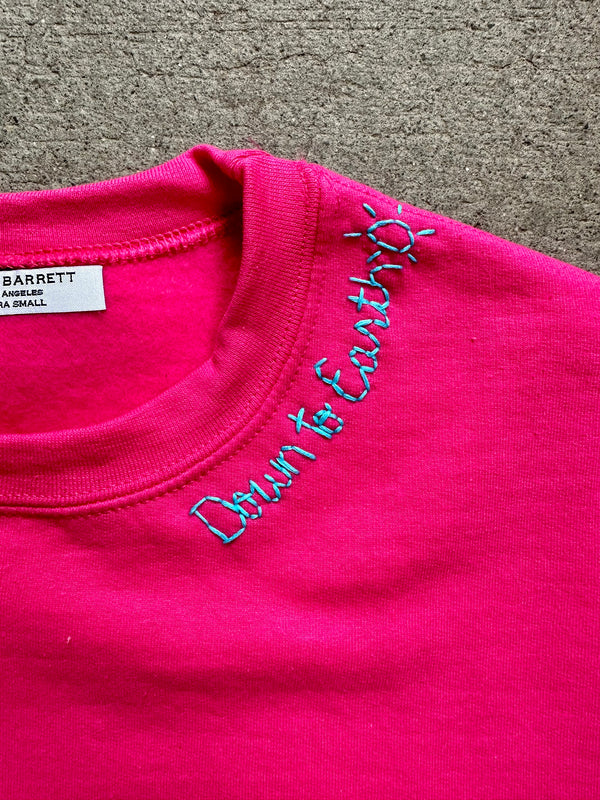 BARRETT
ANGELES
RA SMALL
Down to Earth